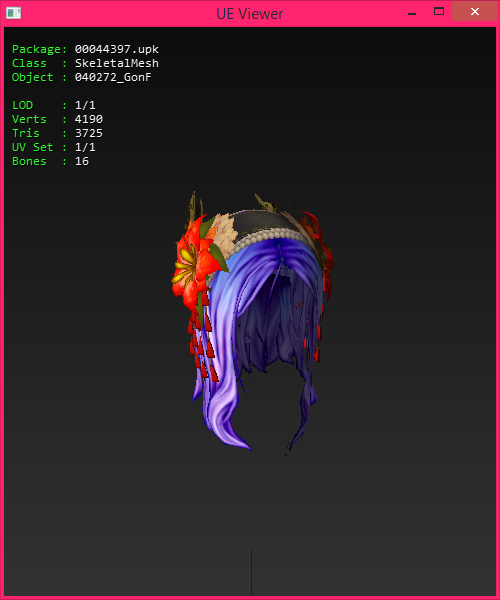 UE Viewer
Package: 00044397.upk
Class  : SkeletalMesh
Object : 040272_GonF
LOD    : 1/1
Verts  : 4190
Tris   : 3725
UV Set : 1/1
Bones  : 16